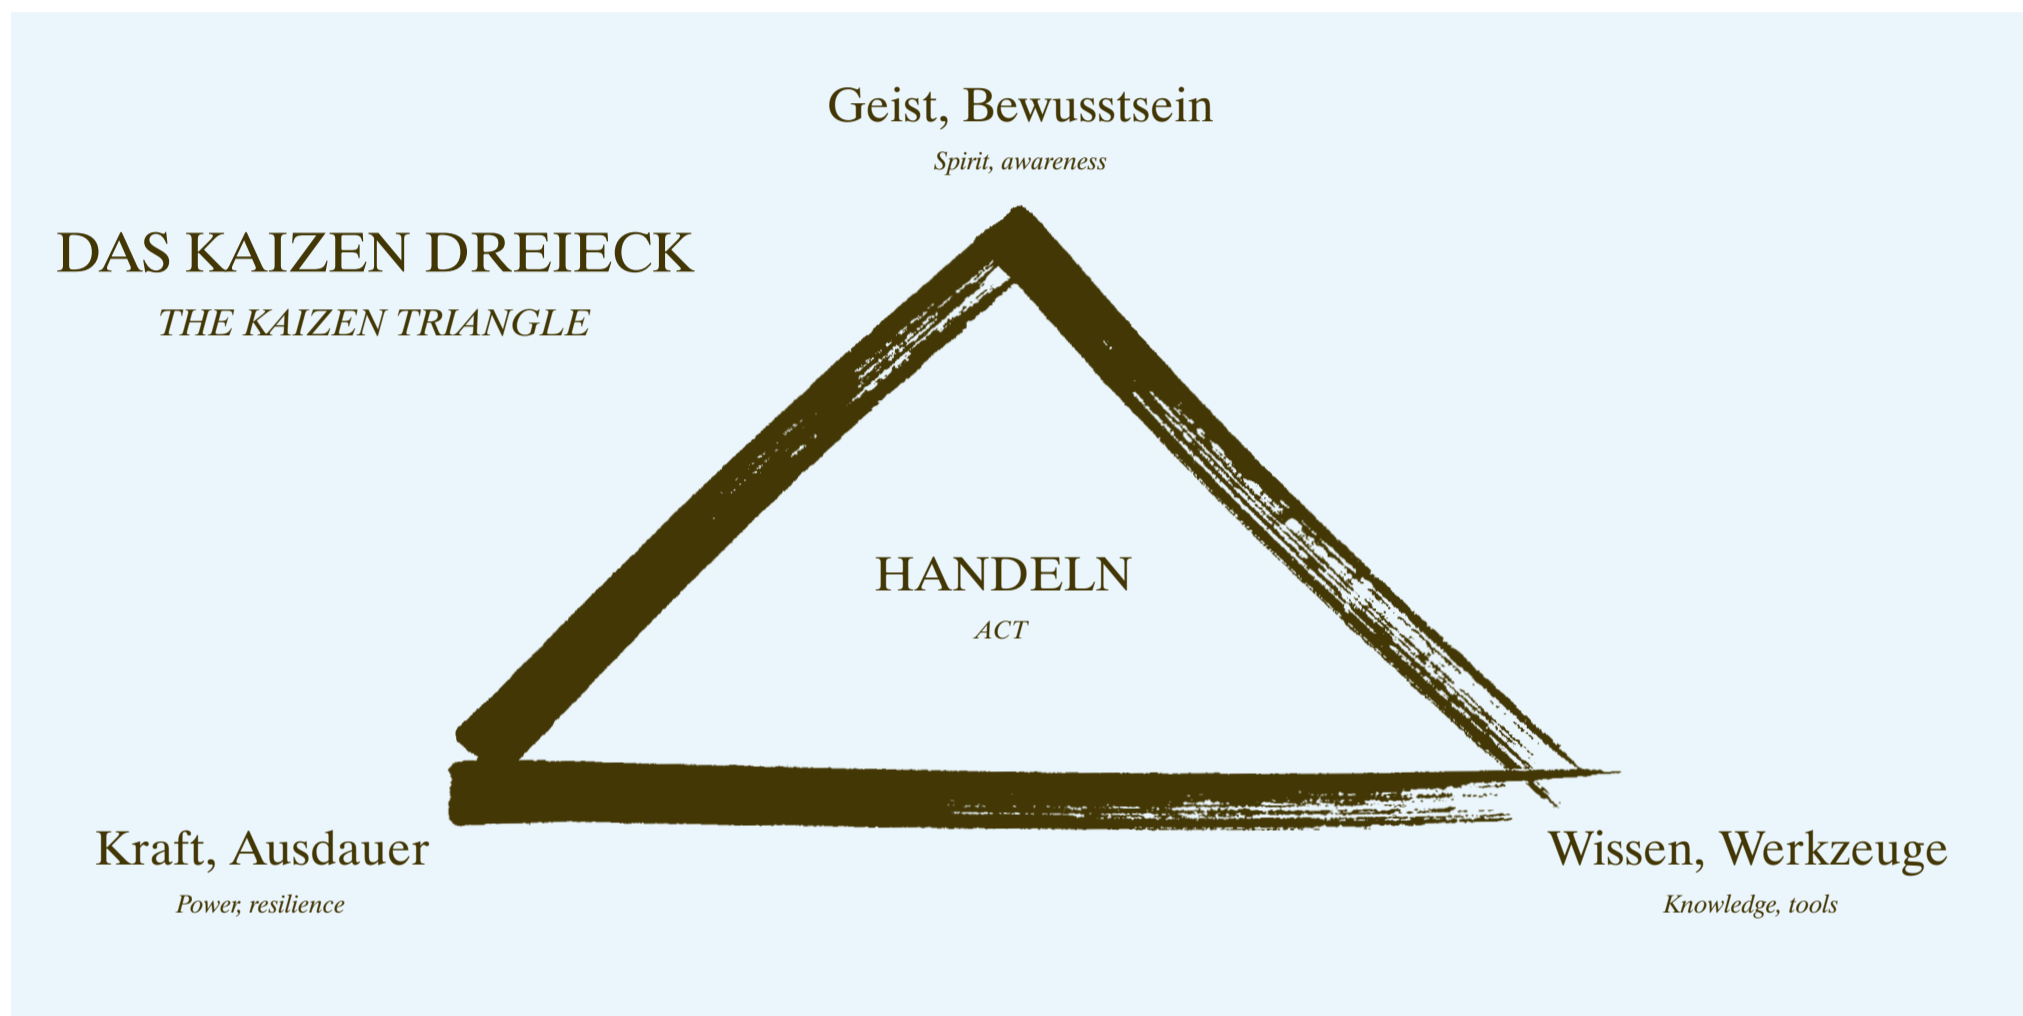 Geist, Bewusstsein
Spirit, awareness
DAS KAIZEN DREIECK
THE KAIZEN TRIANGLE
HANDELN
ACT
Kraft, Ausdauer
Power, resilience
Wissen, Werkzeuge
Knowledge, tools